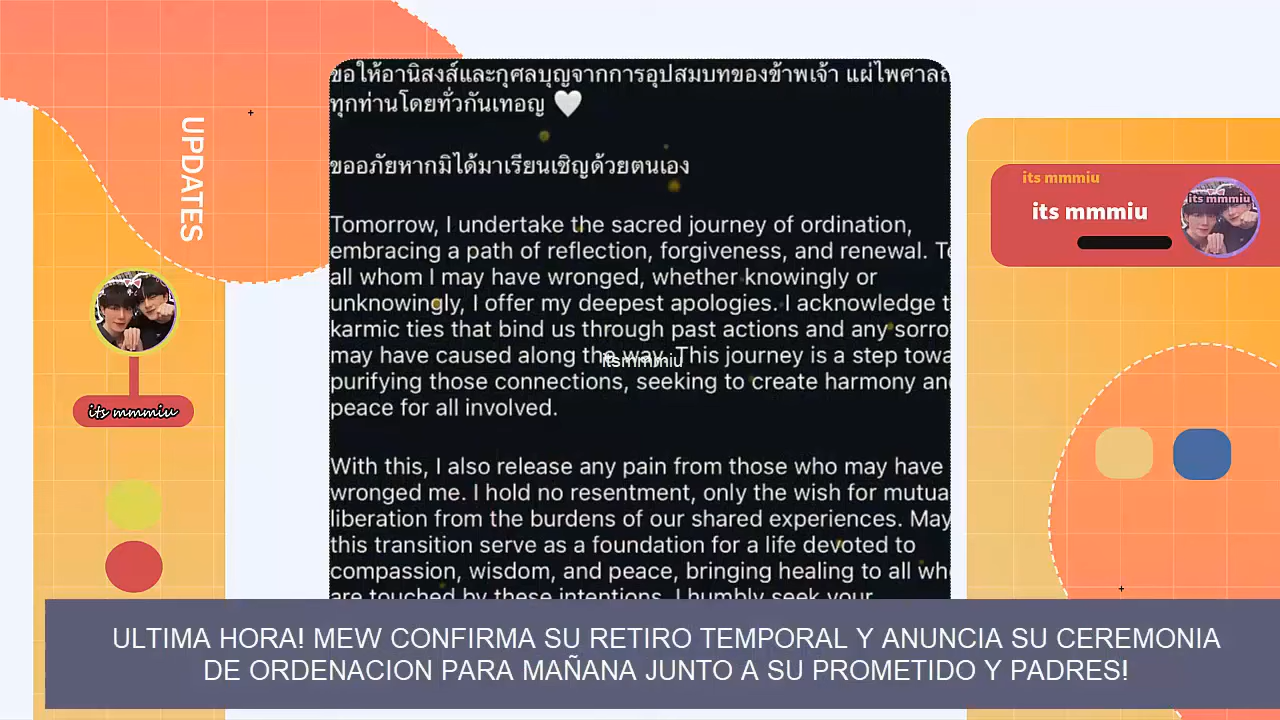 ขอให้อานิสงส์และกุศลบุญจากการอุปสมบทของข้าพเจ้า แผ่ไพศาล
ทุกท่านโดยทั่วกันเทอญ 🤍
ขออภัยหากมิได้มาเรียนเชิญด้วยตนเอง
Tomorrow, I undertake the sacred journey of ordination,
embracing a path of reflection, forgiveness, and renewal. T
all whom I may have wronged, whether knowingly or
unknowingly, I offer my deepest apologies. I acknowledge t
karmic ties that bind us through past actions and any sorro
may have caused along the way. This journey is a step towa
purifying those connections, seeking to create harmony an
peace for all involved.
With this, I also release any pain from those who may have
wronged me. I hold no resentment, only the wish for mutua
liberation from the burdens of our shared experiences. May
this transition serve as a foundation for a life devoted to
compassion, wisdom, and peace, bringing healing to all wh
are touched by these intentions. I humbly seek your
itsmmmiu
UPDATES
its mmmiu
its mmmiu
its mmmiu
its mmmiu
ULTIMA HORA! MEW CONFIRMA SU RETIRO TEMPORAL Y ANUNCIA SU CEREMONIA
DE ORDENACION PARA MAÑANA JUNTO A SU PROMETIDO Y PADRES!